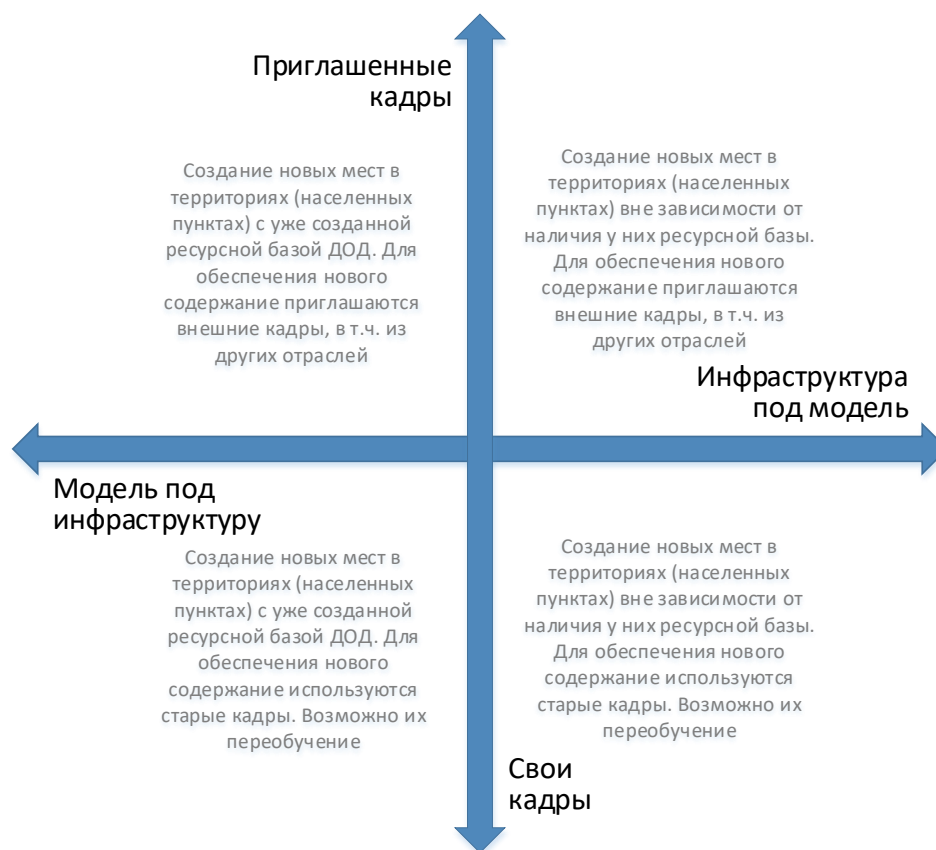 Приглашенные
кадры
Создание новых мест в
территориях (населенных
пунктах) с уже созданной
ресурсной базой ДОД. Для
обеспечения нового
содержание приглашаются
внешние кадры, в т.ч. из
других отраслей
Создание новых мест в
территориях (населенных
пунктах) вне зависимости от
наличия у них ресурсной базы.
Для обеспечения нового
содержание приглашаются
внешние кадры, в т.ч. из
других отраслей
Инфраструктура
под модель
Модель под
инфраструктуру
Создание новых мест в
территориях (населенных
пунктах) с уже созданной
ресурсной базой ДОД. Для
обеспечения нового
содержание используются
старые кадры. Возможно их
переобучение
Создание новых мест в
территориях (населенных
пунктах) вне зависимости от
наличия у них ресурсной базы.
Для обеспечения нового
содержание используются
старые кадры. Возможно их
переобучение
Свои
кадры